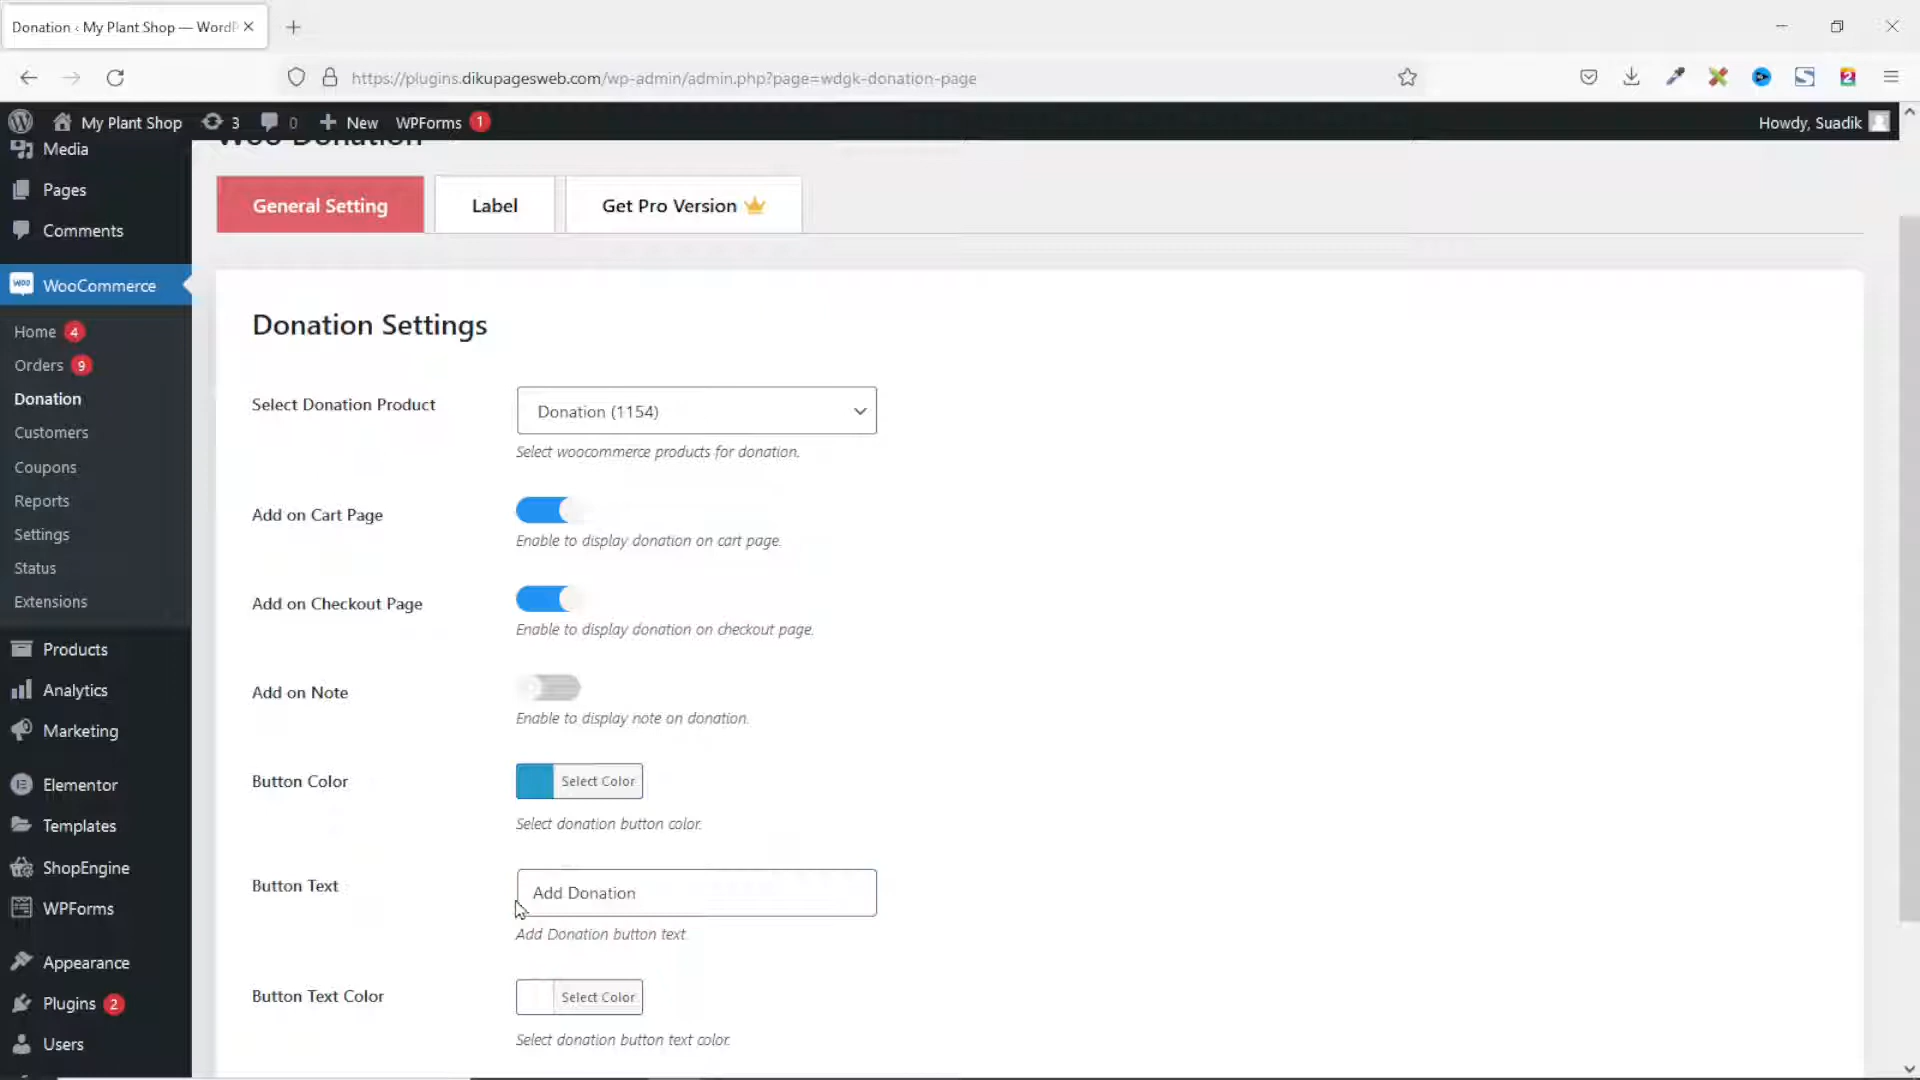 Donation ‹ My Plant Shop — WordP
https://plugins.dikupagesweb.com/wp-admin/admin.php?page=wdgk-donation-page
2
My Plant Shop
3
0
New
WPForms 1
Howdy, Suadik
Media
Pages
Comments
WooCommerce
Home 4
Orders 9
Donation
Customers
Coupons
Reports
Settings
Status
Extensions
Products
Analytics
Marketing
Elementor
Templates
ShopEngine
WPForms
Appearance
Plugins 2
Users
Woo Donation
General Setting
Label
Get Pro Version
Donation Settings
Select Donation Product
Donation (1154)
Select woocommerce products for donation.
Add on Cart Page
Enable to display donation on cart page.
Add on Checkout Page
Enable to display donation on checkout page.
Add on Note
Enable to display note on donation.
Button Color
Select Color
Select donation button color.
Button Text
Add Donation
Add Donation button text.
Button Text Color
Select Color
Select donation button text color.